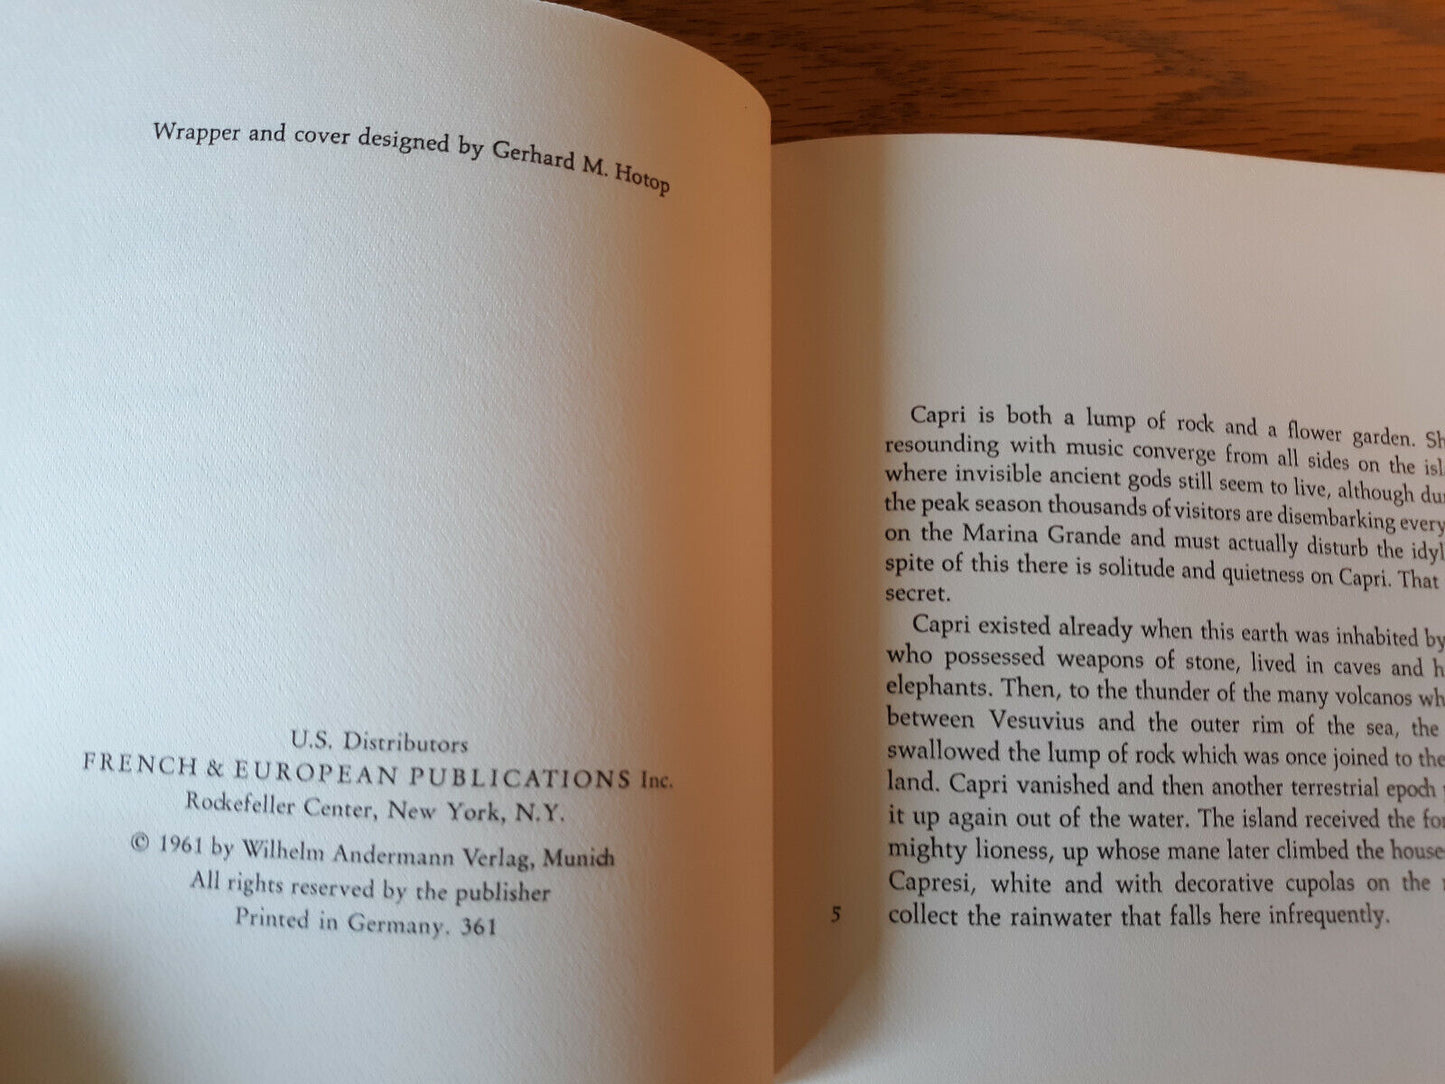 Wrapper and cover designed by Gerhard M. Hotop
U.S. Distributors
FRENCH & EUROPEAN PUBLICATIONS Inc.
Rockefeller Center, New York, N.Y.
© 1961 by Wilhelm Andermann Verlag, Munich
All rights reserved by the publisher
Printed in Germany. 361
Capri is both a lump of rock and a flower garden. Sh
resounding with music converge from all sides on the isl
where invisible ancient gods still seem to live, although du
the peak season thousands of visitors are disembarking every
on the Marina Grande and must actually disturb the idyl
spite of this there is solitude and quietness on Capri. That
secret.
Capri existed already when this earth was inhabited by
who possessed weapons of stone, lived in caves and h
elephants. Then, to the thunder of the many volcanos wh
between Vesuvius and the outer rim of the sea, the
swallowed the lump of rock which was once joined to the
land. Capri vanished and then another terrestrial epoch
it up again out of the water. The island received the for
mighty lioness, up whose mane later climbed the house
Capresi, white and with decorative cupolas on the
collect the rainwater that falls here infrequently.
5